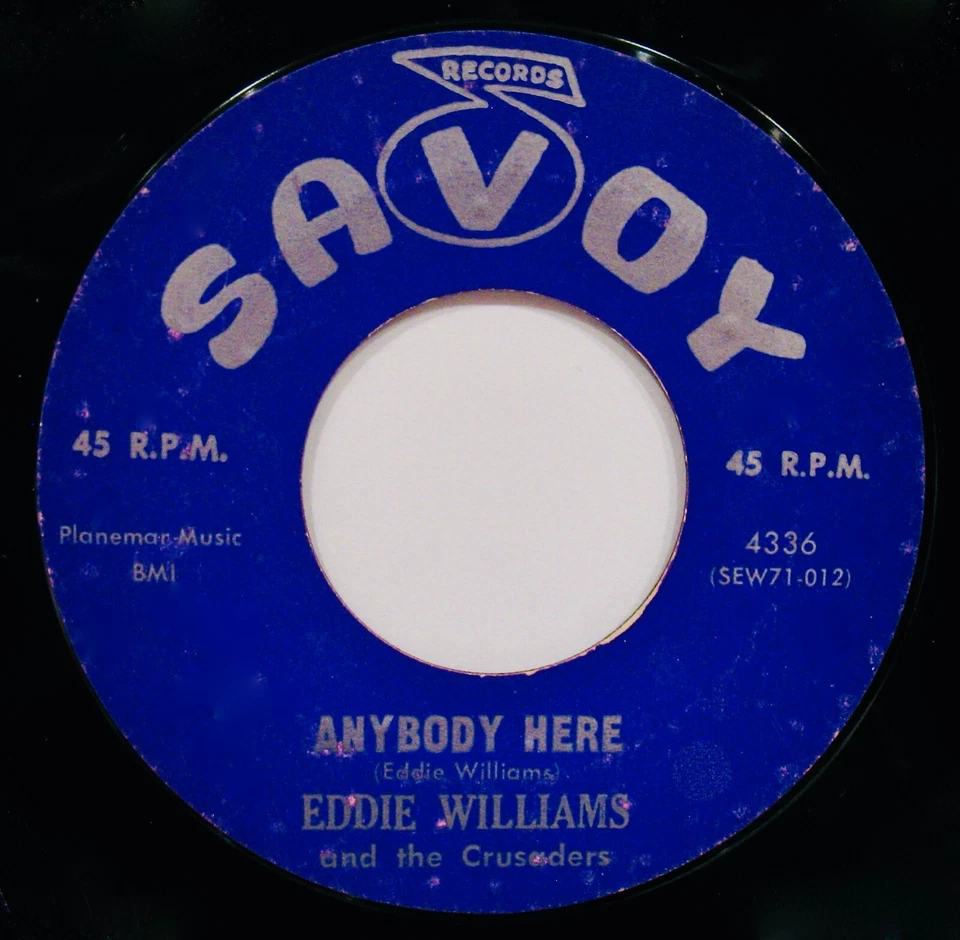 RECORDS
SAVOY
45 R.P.M.
45 R.P.M.
Planemar Music
BMI
4336
(SEW71-012)
ANYBODY HERE
(Eddie Williams)
EDDIE WILLIAMS
and the Crusaders